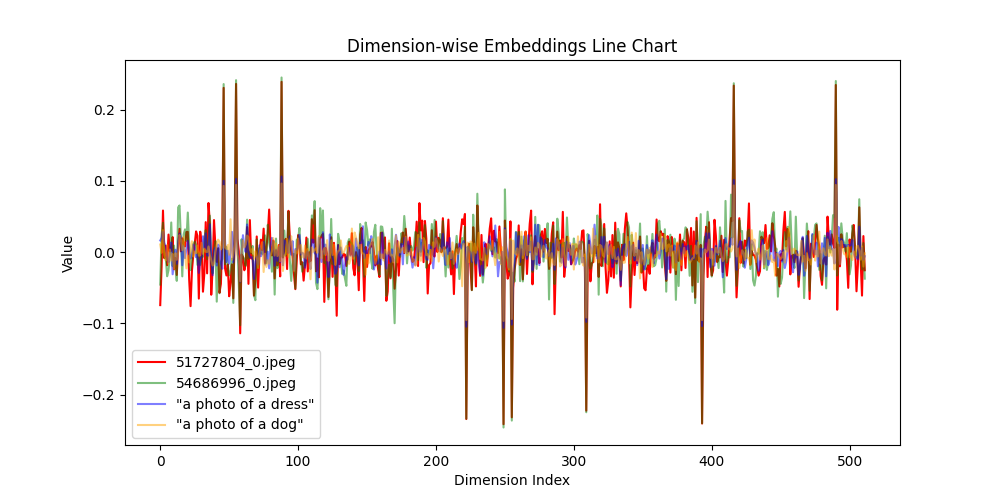 Dimension-wise Embeddings Line Chart
Value
0.2
0.1
0.0
−0.1
−0.2
51727804_0.jpeg
54686996_0.jpeg
"a photo of a dress"
"a photo of a dog"
0 100 200 300 400 500
Dimension Index